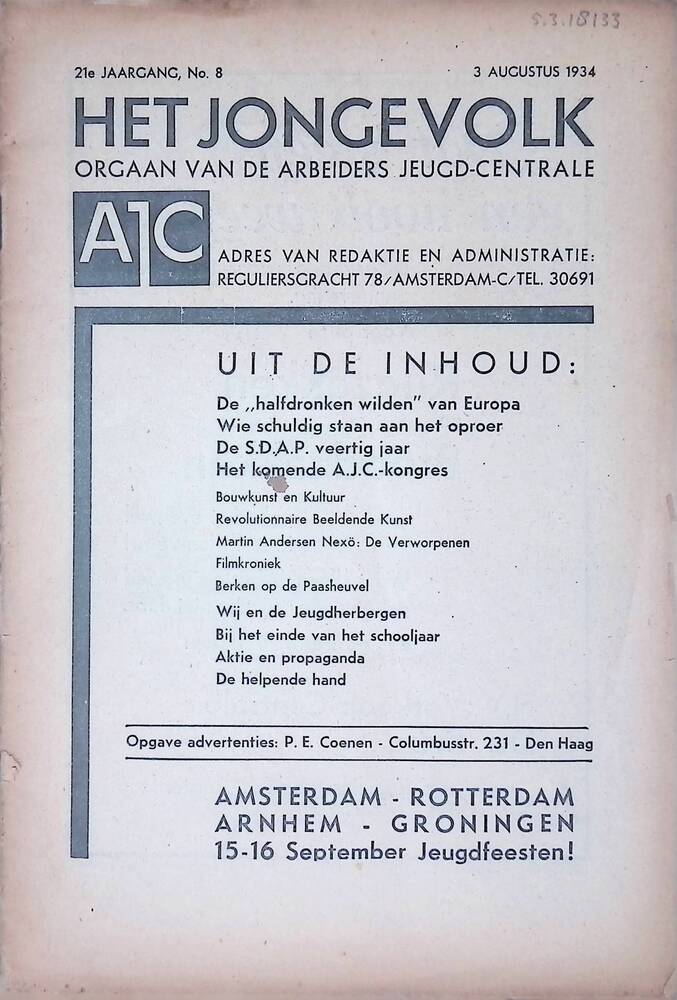 S.3.18133
21e JAARGANG, No. 8 3 AUGUSTUS 1934
HET JONGE VOLK
ORGAAN VAN DE ARBEIDERS JEUGD-CENTRALE
AJC
ADRES VAN REDAKTIE EN ADMINISTRATIE:
REGULIERSGRACHT 78/AMSTERDAM-C/TEL. 30691
UIT DE INHOUD:
De „halfdronken wilden” van Europa
Wie schuldig staan aan het oproer
De S.D.A.P. veertig jaar
Het komende A.J.C.-kongres
Bouwkunst en Kultuur
Revolutionnaire Beeldende Kunst
Martin Andersen Nexö: De Verworpenen
Filmkroniek
Berken op de Paasheuvel
Wij en de Jeugdherbergen
Bij het einde van het schooljaar
Aktie en propaganda
De helpende hand
Opgave advertenties: P. E. Coenen - Columbusstr. 231 - Den Haag
AMSTERDAM - ROTTERDAM
ARNHEM - GRONINGEN
15-16 September Jeugdfeesten!